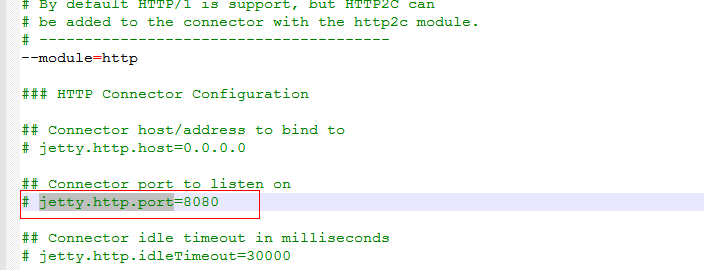 # By default HTTP/1 is support, but HTTP2C can
# be added to the connector with the http2c module.
# ---------------------------------------
--module=http
### HTTP Connector Configuration
## Connector host/address to bind to
# jetty.http.host=0.0.0.0
## Connector port to listen on
# jetty.http.port=8080
## Connector idle timeout in milliseconds
# jetty.http.idleTimeout=30000